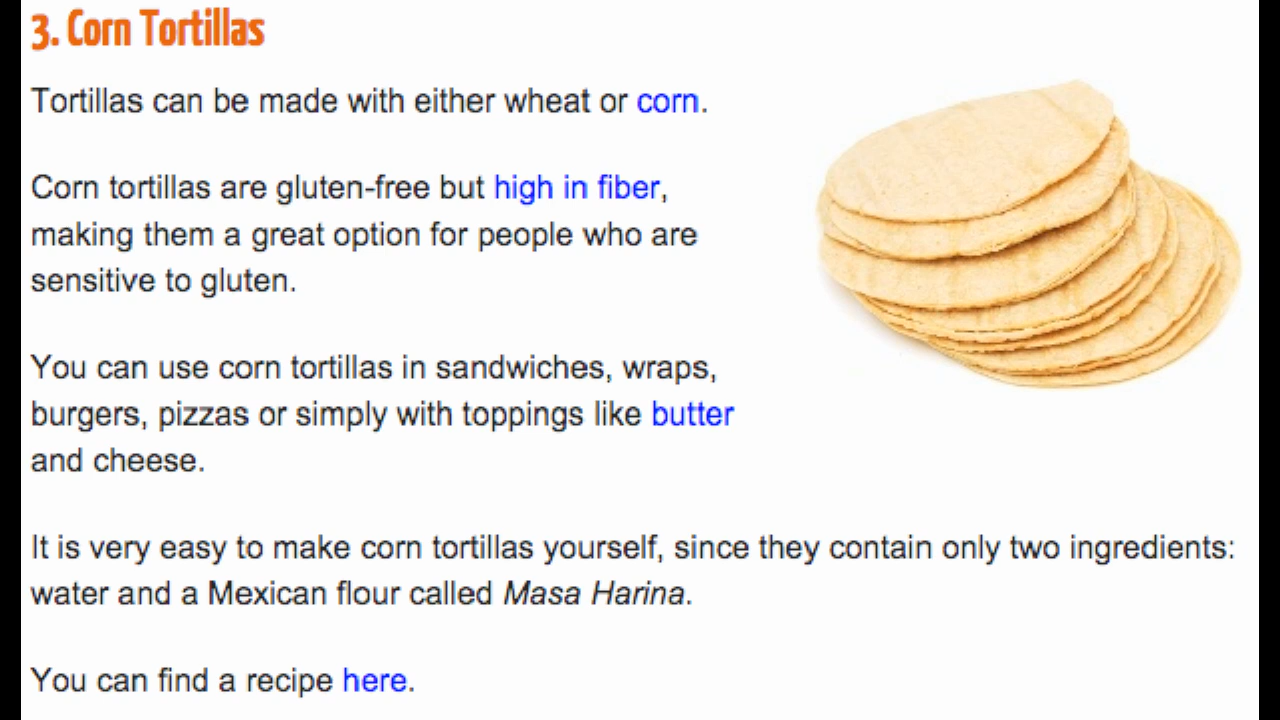 3. Corn Tortillas
Tortillas can be made with either wheat or corn.
Corn tortillas are gluten-free but high in fiber,
making them a great option for people who are
sensitive to gluten.
You can use corn tortillas in sandwiches, wraps,
burgers, pizzas or simply with toppings like butter
and cheese.
It is very easy to make corn tortillas yourself, since they contain only two ingredients:
water and a Mexican flour called Masa Harina.
You can find a recipe here.